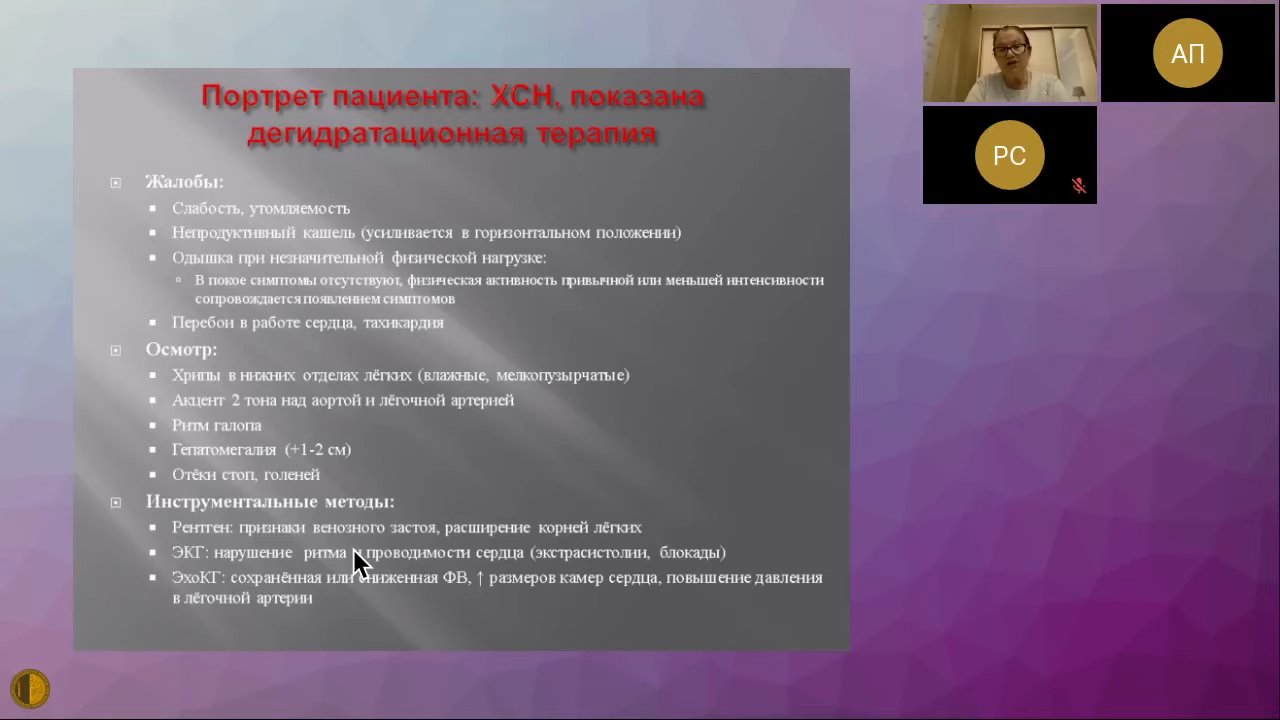 Портрет пациента: ХСН, показана
дегидратационная терапия
Жалобы:
Слабость, утомляемость
Непродуктивный кашель (усиливается в горизонтальном положении)
Одышка при незначительной физической нагрузке:
В покое симптомы отсутствуют, физическая активность привычной или меньшей интенсивности
сопровождается появлением симптомов
Перебои в работе сердца, тахикардия
Осмотр:
Хрипы в нижних отделах лёгких (влажные, мелкопузырчатые)
Акцент 2 тона над аортой и лёгочной артерией
Ритм галопа
Гепатомегалия (+1-2 см)
Отёки стоп, голеней
Инструментальные методы:
Рентген: признаки венозного застоя, расширение корней лёгких
ЭКГ: нарушение ритма и проводимости сердца (экстрасистолии, блокады)
ЭхоКГ: сохранённая или сниженная ФВ, ↑ размеров камер сердца, повышение давления
в лёгочной артерии
АП
РС